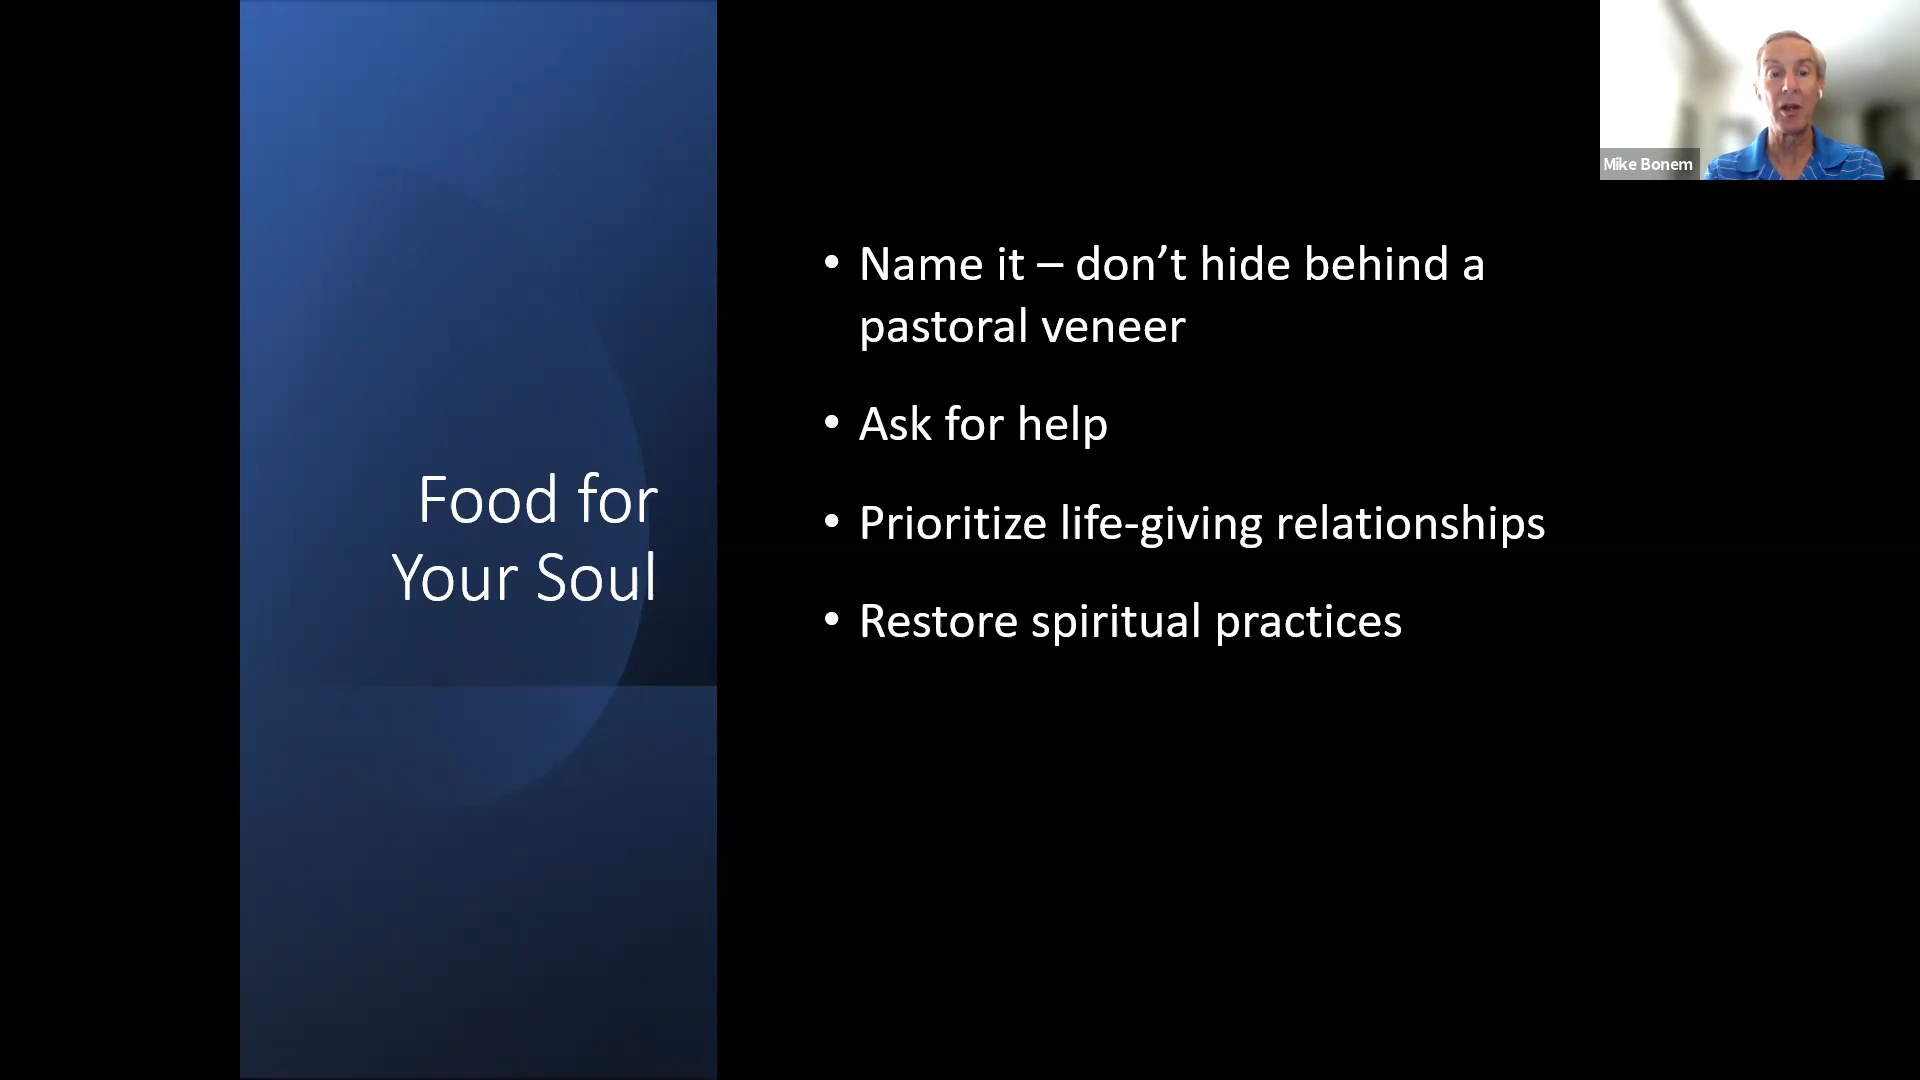 Food for
Your Soul
• Name it – don’t hide behind a
pastoral veneer
• Ask for help
• Prioritize life-giving relationships
• Restore spiritual practices
Mike Bonem